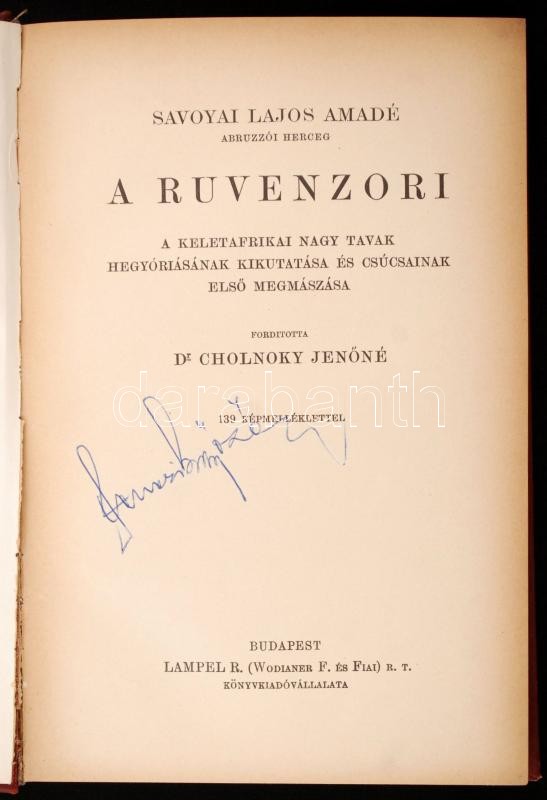 SAVOYAI LAJOS AMADÉ
ABRUZZÓI HERCEG
A RUVENZORI
A KELETAFRIKAI NAGY TAVAK
HEGYÓRIÁSÁNAK KIKUTATÁSA ÉS CSÚCSAINAK
ELSŐ MEGMÁSZÁSA
FORDITOTTA
Dr CHOLNOKY JENŐNÉ
darabanth
139 KÉPMELLÉKLETTEL
BUDAPEST
LAMPEL R. (WODIANER F. ÉS FIAI) R. T.
KÖNYVKIADÓVÁLLALATA